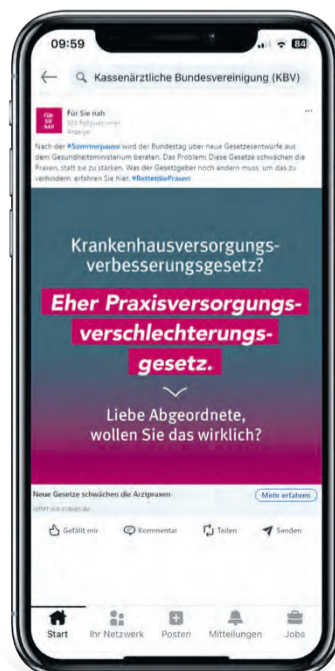 09:59
84
Kassenärztliche Bundesvereinigung (KBV)
FÜR
SIE
NAH
Für Sie nah
Anzeige
Nach der #Sommerpause wird der Bundestag über neue Gesetzesentwürfe aus
dem Gesundheitsministerium beraten. Das Problem: Diese Gesetze schwächen die
Praxen, statt sie zu stärken. Was der Gesetzgeber noch ändern muss, um das zu
verhindern, erfahren Sie hier. #RettetdiePraxen
Krankenhausversorgungs-
verbesserungsgesetz?
Eher Praxisversorgungs-
verschlechterungs-
gesetz.
Liebe Abgeordnete,
wollen Sie das wirklich?
Neue Gesetze schwächen die Arztpraxen
Mehr erfahren
Gefällt mir
Kommentar
Teilen
Senden
Start
Ihr Netzwerk
Posten
Mitteilungen
Jobs